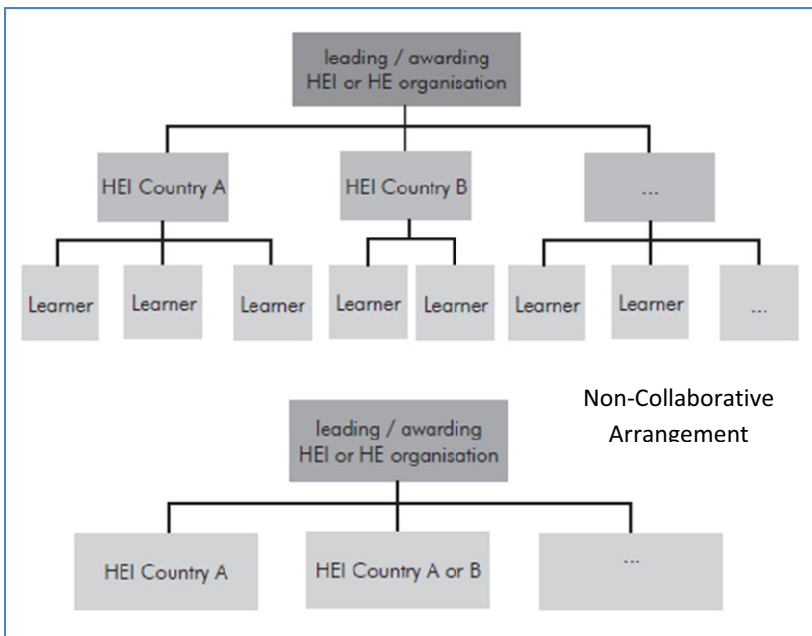 leading / awarding
HEI or HE organisation
HEI Country A
HEI Country B
...
Learner
Learner
Learner
Learner
Learner
Learner
Learner
...
Non-Collaborative
Arrangement
leading / awarding
HEI or HE organisation
HEI Country A
HEI Country A or B
...